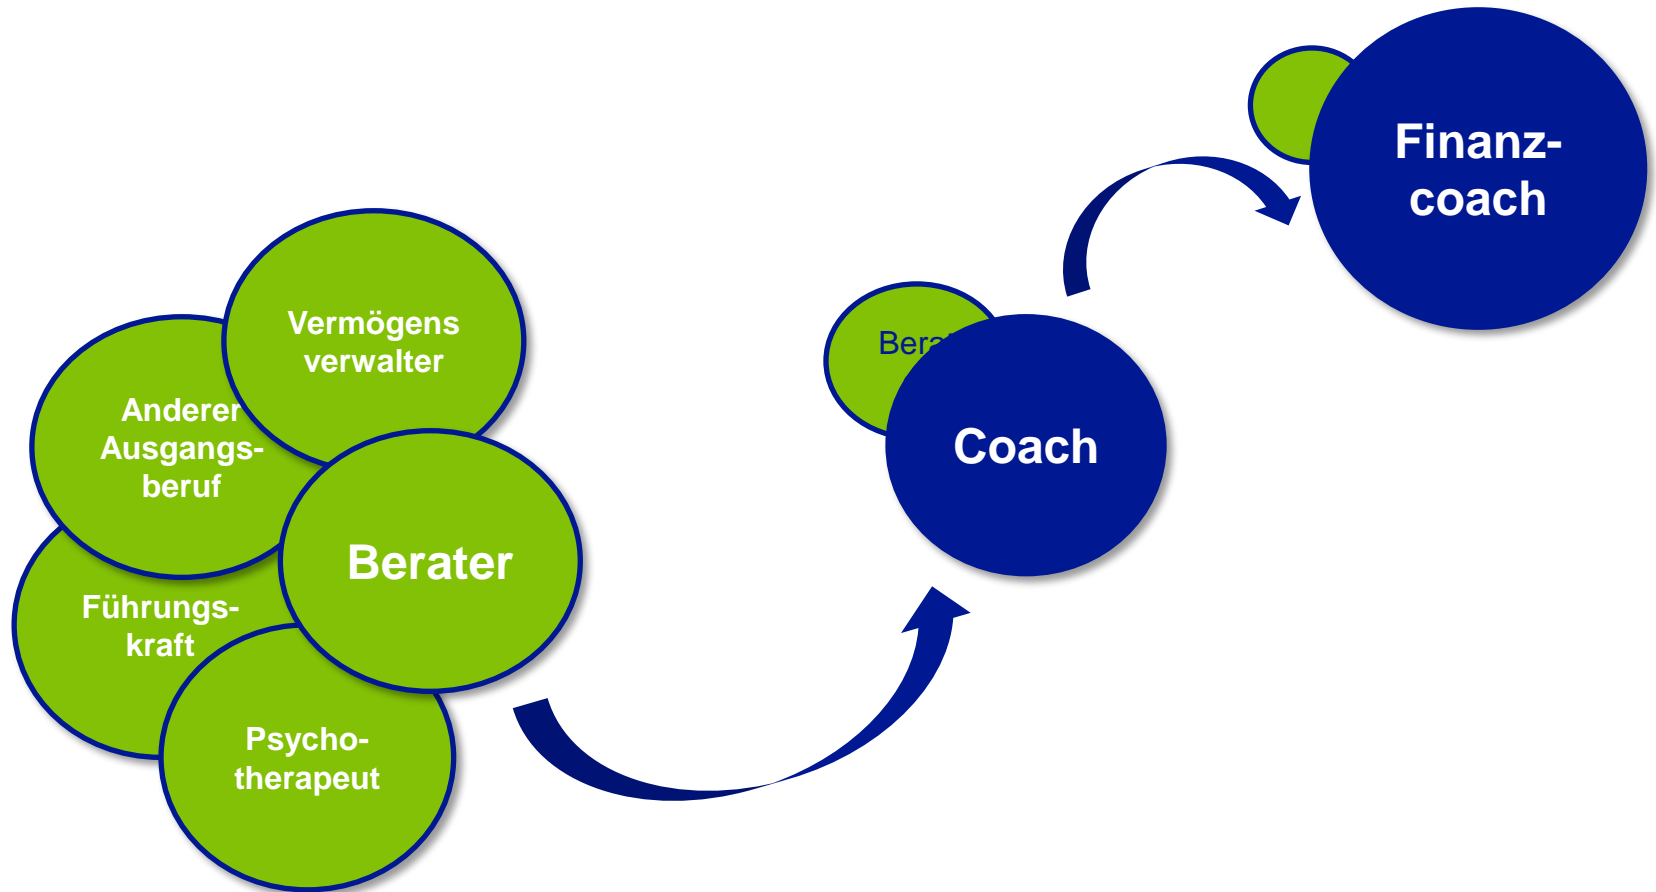 Finanz-
coach
Vermögens
verwalter
Anderer
Ausgangs-
beruf
Berater
Führungs-
kraft
Psycho-
therapeut
Coach